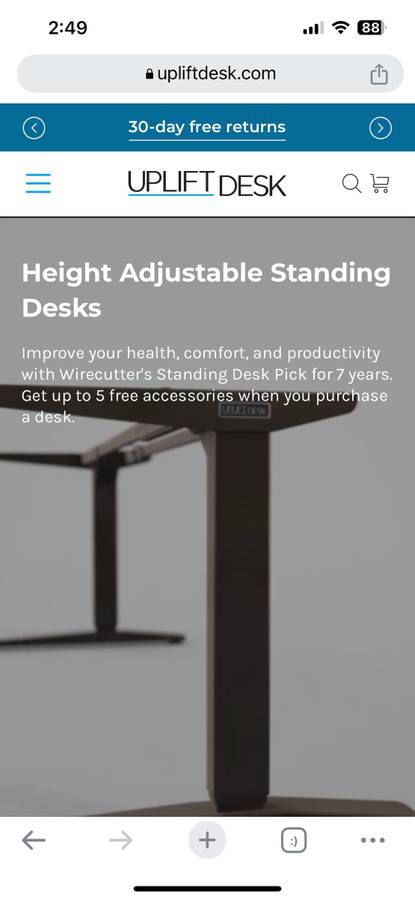 2:49
88
upliftdesk.com
30-day free returns
UPLIFT DESK
Height Adjustable Standing
Desks
Improve your health, comfort, and productivity
with Wirecutter's Standing Desk Pick for 7 years.
Get up to 5 free accessories when you purchase
a desk.
UPLIFT DESK
:)